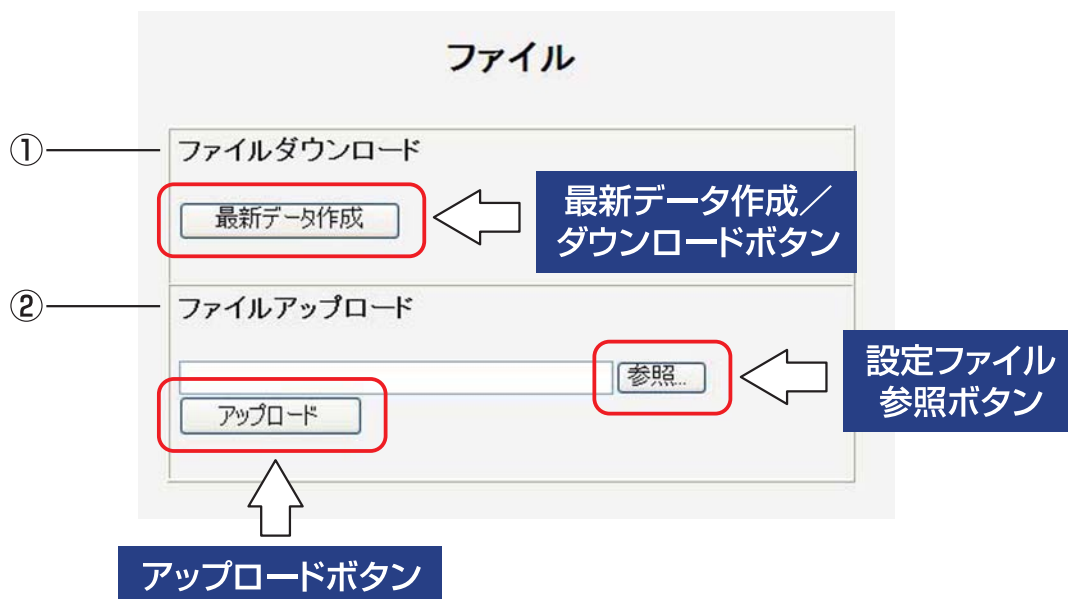 ファイル
① ファイルダウンロード
最新データ作成
最新データ作成／
ダウンロードボタン
② ファイルアップロード
参照...
設定ファイル
参照ボタン
アップロード
アップロードボタン